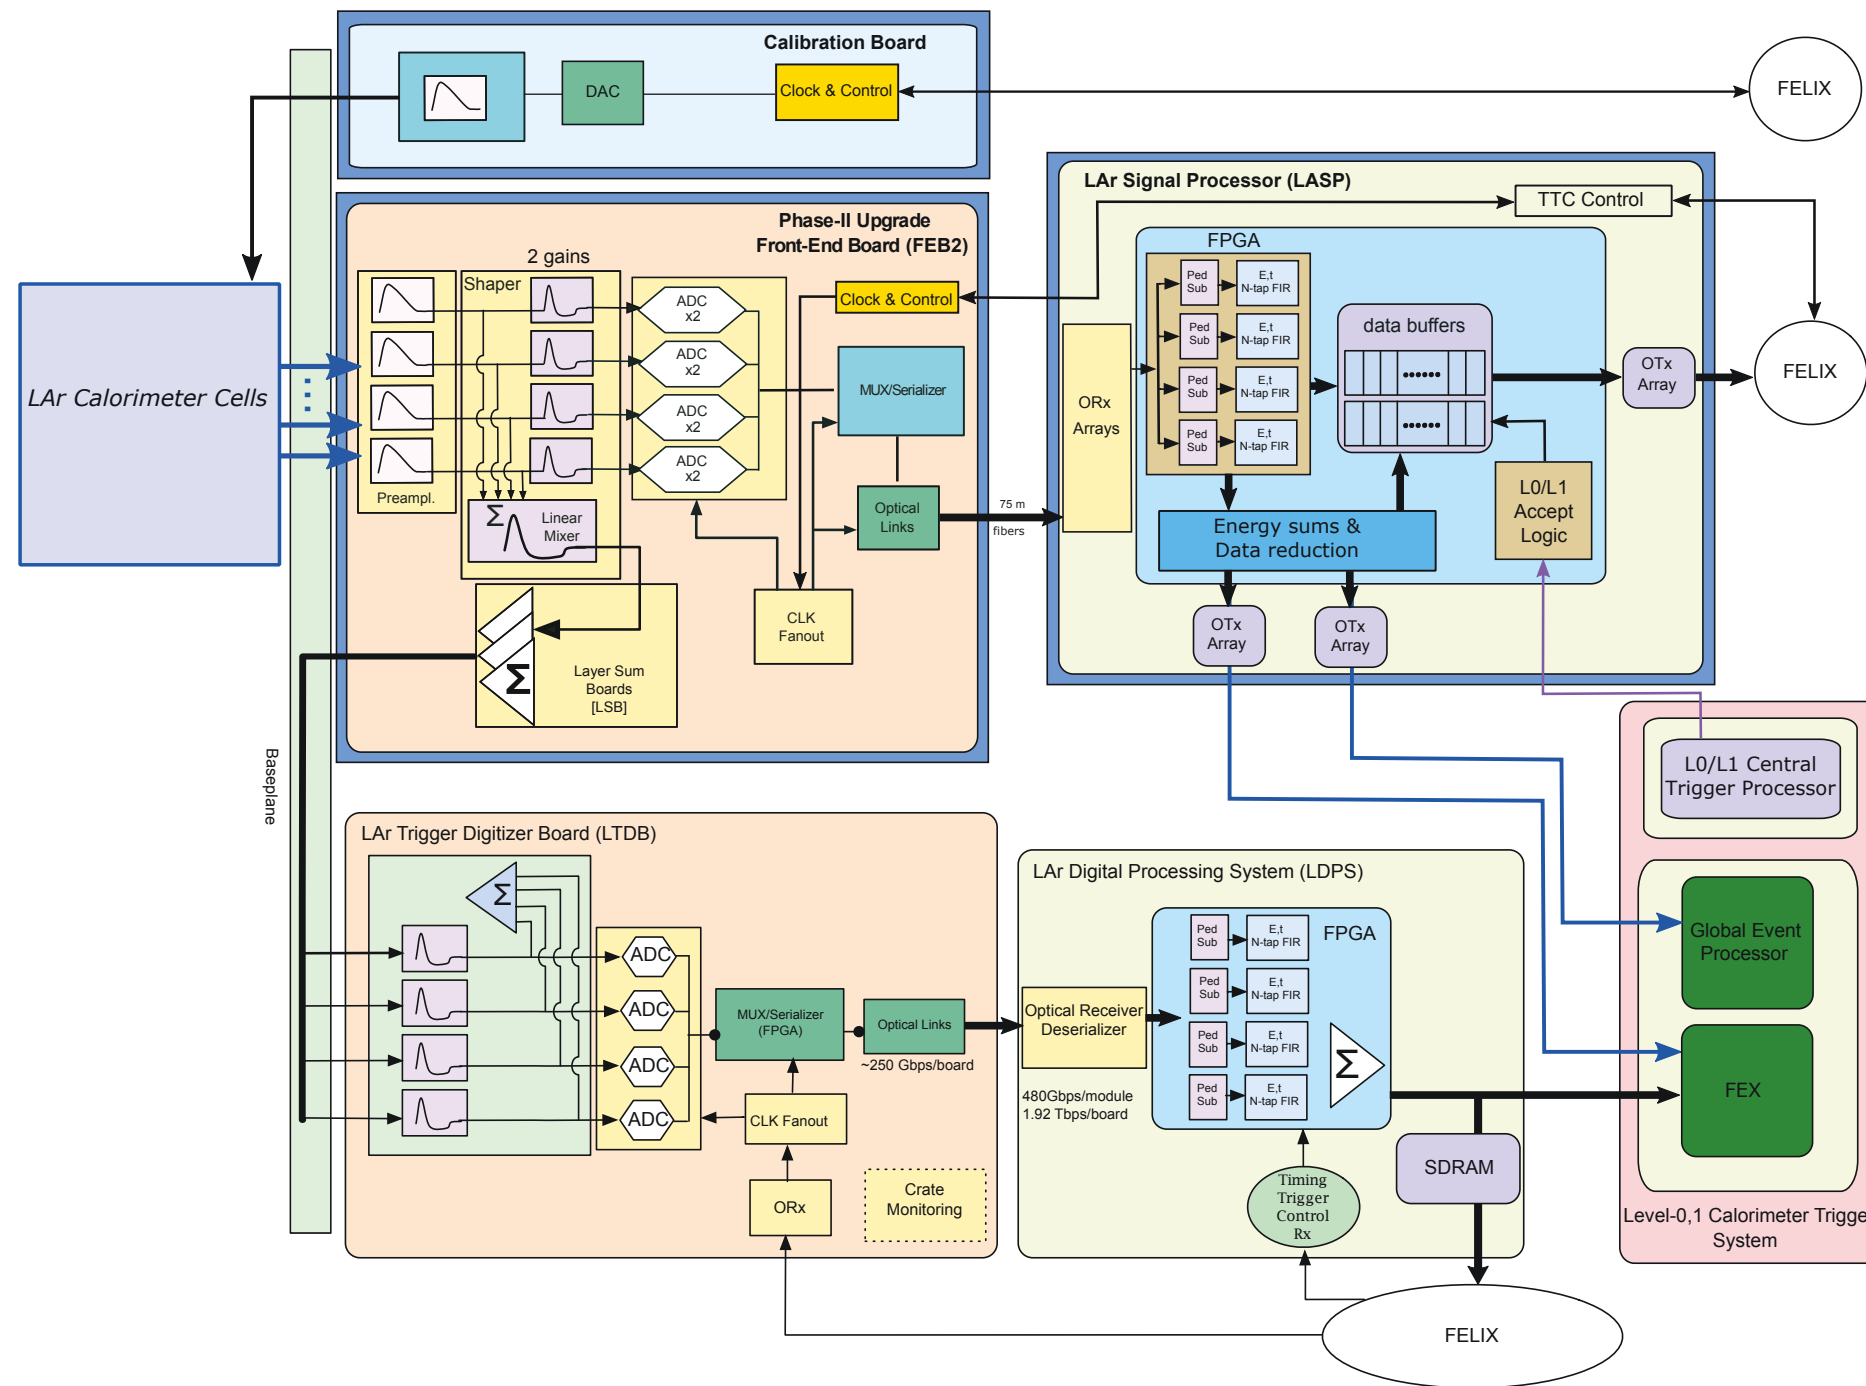 Calibration Board
DAC
Clock & Control
FELIX
LAr Signal Processor (LASP)
TTC Control
Phase-II Upgrade
Front-End Board (FEB2)
2 gains
Shaper
ADC
x2
ADC
x2
ADC
x2
ADC
x2
Clock & Control
MUX/Serializer
Optical
Links
75 m
fibers
Preampl.
Σ
Linear
Mixer
CLK
Fanout
Σ
Layer Sum
Boards
[LSB]
LAr Calorimeter Cells
Baseplane
FPGA
Ped
Sub
E,t
N-tap FIR
Ped
Sub
E,t
N-tap FIR
Ped
Sub
E,t
N-tap FIR
Ped
Sub
E,t
N-tap FIR
ORx
Arrays
data buffers
OTx
Array
FELIX
L0/L1
Accept
Logic
Energy sums &
Data reduction
OTx
Array
OTx
Array
L0/L1 Central
Trigger Processor
Global Event
Processor
FEX
Level-0,1 Calorimeter Trigge
System
LAr Trigger Digitizer Board (LTDB)
Σ
ADC
ADC
ADC
ADC
MUX/Serializer
(FPGA)
Optical Links
~250 Gbps/board
CLK Fanout
ORx
Crate
Monitoring
LAr Digital Processing System (LDPS)
FPGA
Ped
Sub
E,t
N-tap FIR
Ped
Sub
E,t
N-tap FIR
Ped
Sub
E,t
N-tap FIR
Ped
Sub
E,t
N-tap FIR
Σ
Optical Receiver
Deserializer
480Gbps/module
1.92 Tbps/board
Timing
Trigger
Control
Rx
SDRAM
FELIX